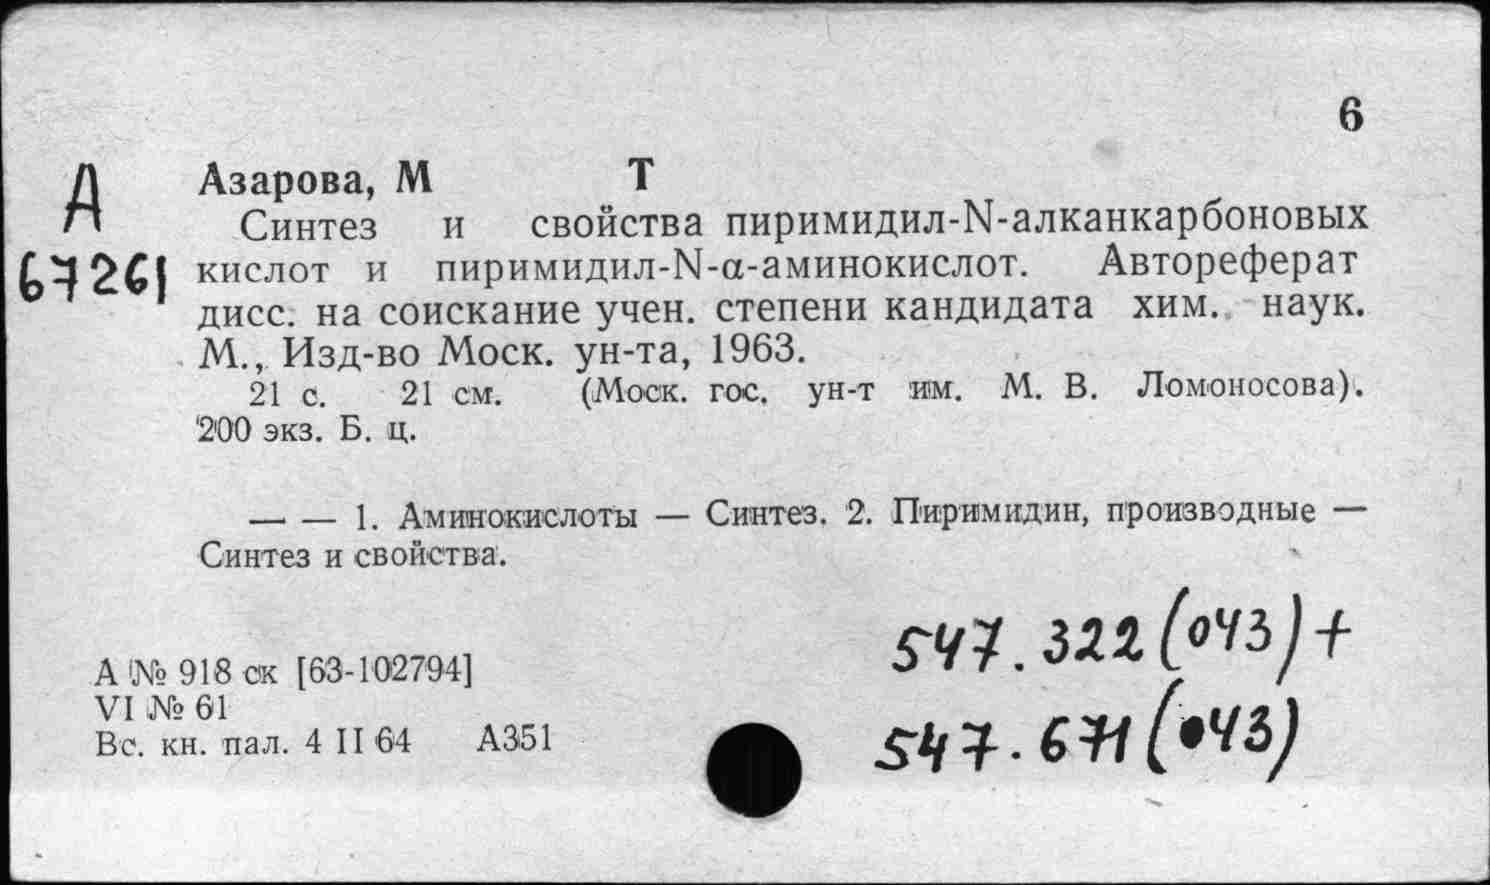 6
А
67261
Азарова, М Т
Синтез и свойства пиримидил-N-алканкарбоновых
кислот и пиримидил-N-α-аминокислот. Автореферат
дисс. на соискание учен. степени кандидата хим. наук.
М., Изд-во Моск. ун-та, 1963.
21 с. 21 см. (Моск. гос. ун-т им. М. В. Ломоносова).
200 экз. Б. ц.
— — 1. Аминокислоты — Синтез. 2. Пиримидин, производные —
Синтез и свойства.
547.322(043)+
А № 918 ск [63-102794]
VI № 61
Вс. кн. пал. 4 II 64 А351
547.671(043)